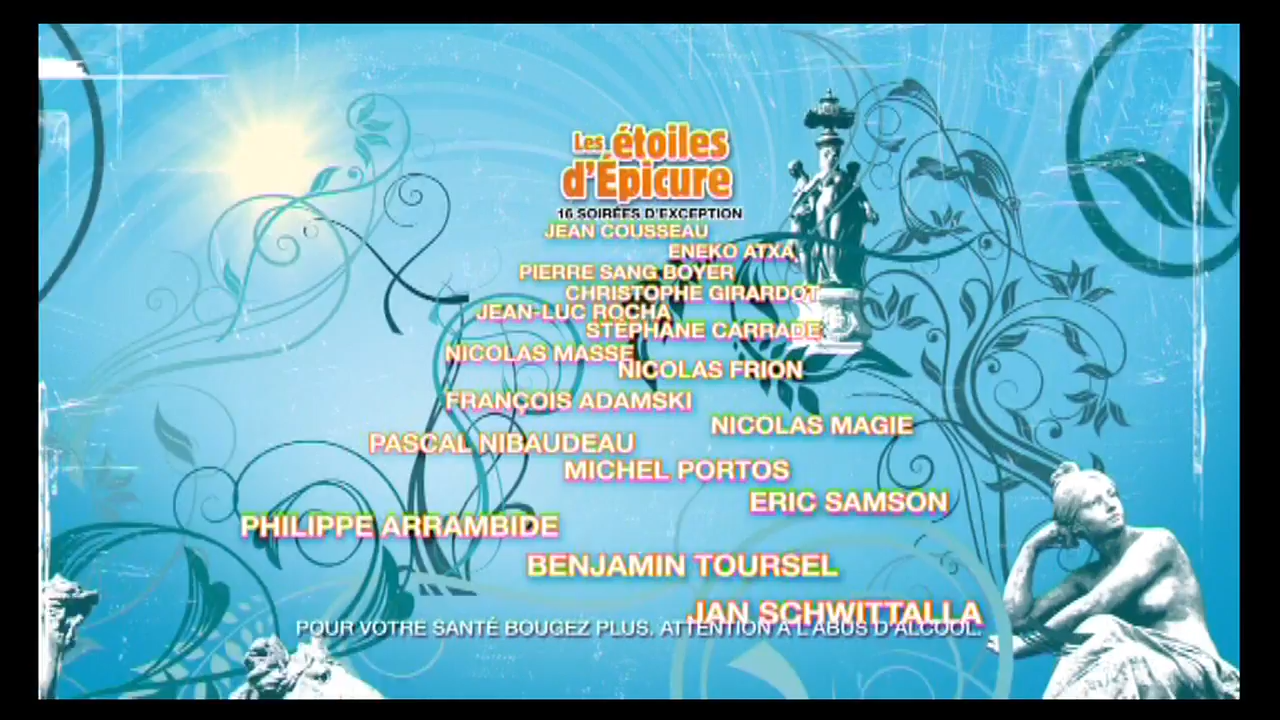 Les étoiles
d'Épicure
16 SOIRÉES D'EXCEPTION
JEAN COUSSEAU
ENEKO ATXA
PIERRE SANG BOYER
CHRISTOPHE GIRARDOT
JEAN-LUC ROCHA
STÉPHANE CARRADE
NICOLAS MASSE
NICOLAS FRION
FRANÇOIS ADAMSKI
NICOLAS MAGIE
PASCAL NIBAUDEAU
MICHEL PORTOS
ERIC SAMSON
PHILIPPE ARRAMBIDE
BENJAMIN TOURSEL
JAN SCHWITTALLA
POUR VOTRE SANTÉ BOUGEZ PLUS. ATTENTION À L'ABUS D'ALCOOL.